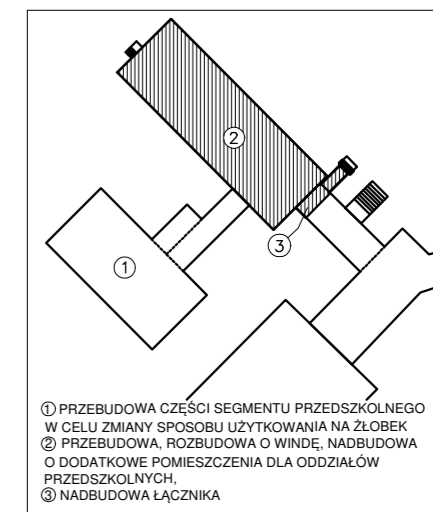 ②
③
①
① PRZEBUDOWA CZĘŚCI SEGMENTU PRZEDSZKOLNEGO
W CELU ZMIANY SPOSOBU UŻYTKOWANIA NA ŻŁOBEK
② PRZEBUDOWA, ROZBUDOWA O WINDĘ, NADBUDOWA
O DODATKOWE POMIESZCZENIA DLA ODDZIAŁÓW
PRZEDSZKOLNYCH,
③ NADBUDOWA ŁĄCZNIKA